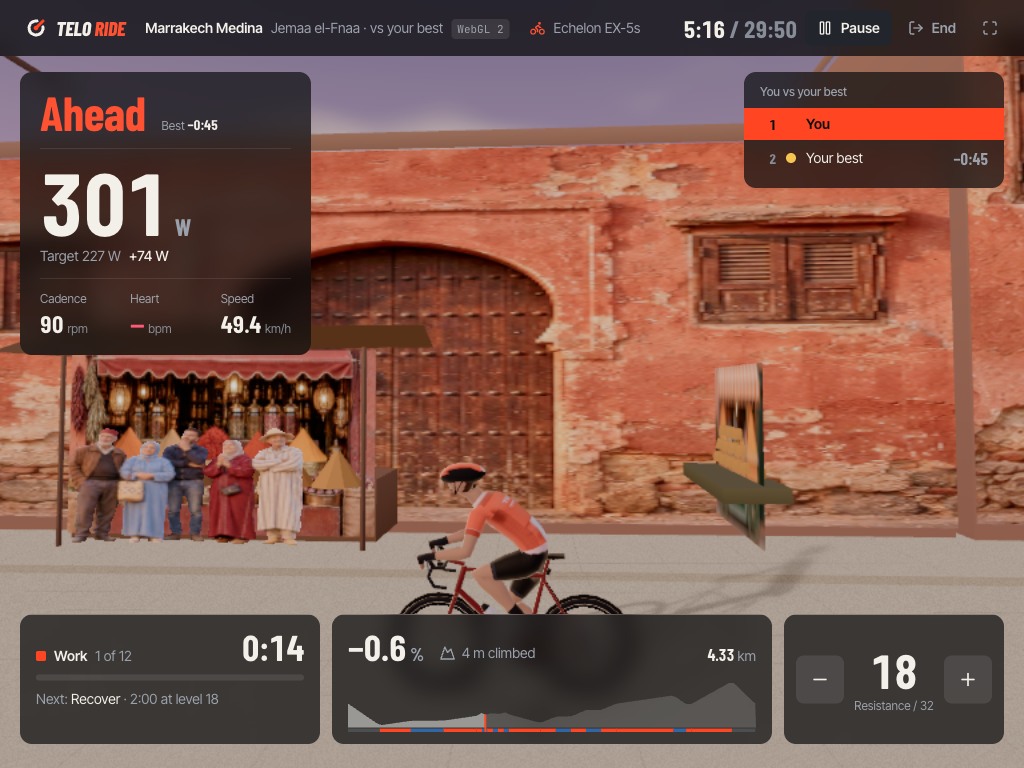 TELO RIDE Marrakech Medina Jemaa el-Fnaa · vs your best WebGL 2 Echelon EX-5s 5:16 / 29:50 Pause End
Ahead Best −0:45
301 W
Target 227 W +74 W
Cadence Heart Speed
90 rpm – bpm 49.4 km/h
You vs your best
1 You
2 Your best −0:45
Work 1 of 12 0:14
Next: Recover · 2:00 at level 18
−0.6 % 4 m climbed 4.33 km
− 18 +
Resistance / 32